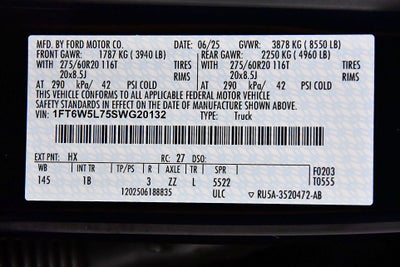 MFD. BY FORD MOTOR CO. 06/25 GVWR: 3878 KG ( 8550 LB)
FRONT GAWR: 1787 KG ( 3940 LB) REAR GAWR: 2250 KG ( 4960 LB)
WITH 275/60R20 116T TIRES WITH 275/60R20 116T TIRES
20x8.5J RIMS 20x8.5J RIMS
AT 290 kPa/ 42 PSI COLD AT 290 kPa/ 42 PSI COLD
THIS VEHICLE CONFORMS TO ALL APPLICABLE FEDERAL MOTOR VEHICLE
SAFETY STANDARDS IN EFFECT ON THE DATE OF MANUFACTURE SHOWN ABOVE.
VIN: 1FT6W5L75SWG20132 TYPE: Truck
EXT PNT: HX RC: 27 DSO: F0203
WB BRK INT TR TP/PS R AXLE TR SPR T0555
145 1B 3 ZZ L 5522
1202506188835 ULC RU5A-3520472-AB